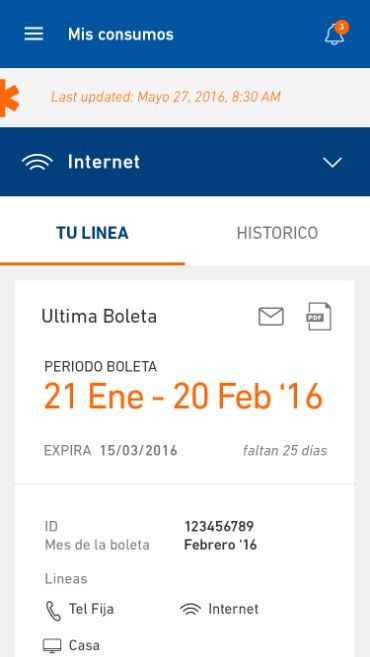 Mis consumos
3
Last updated: Mayo 27, 2016, 8:30 AM
Internet
TU LINEA
HISTORICO
Ultima Boleta
PDF
PERIODO BOLETA
21 Ene - 20 Feb ‘16
EXPIRA 15/03/2016
faltan 25 días
ID 123456789
Mes de la boleta Febrero ‘16
Lineas
Tel Fija
Internet
Casa